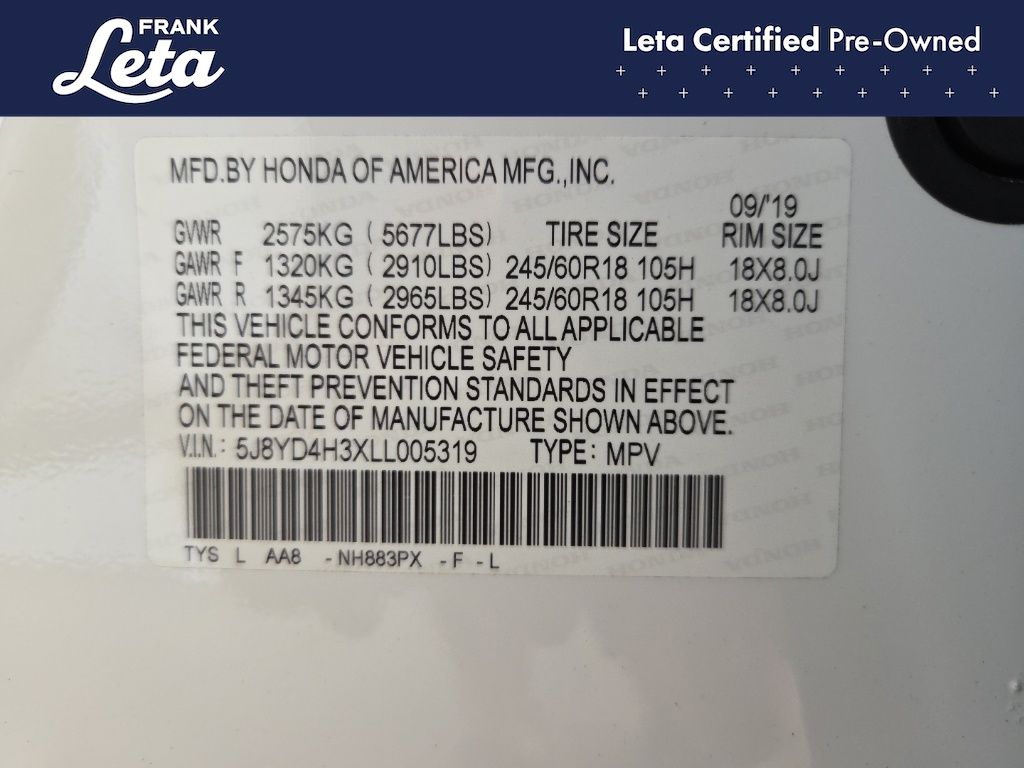 FRANK
Leta
Leta Certified Pre-Owned
MFD.BY HONDA OF AMERICA MFG.,INC.
09/'19
GVWR 2575KG ( 5677LBS) TIRE SIZE RIM SIZE
GAWR F 1320KG ( 2910LBS) 245/60R18 105H 18X8.0J
GAWR R 1345KG ( 2965LBS) 245/60R18 105H 18X8.0J
THIS VEHICLE CONFORMS TO ALL APPLICABLE
FEDERAL MOTOR VEHICLE SAFETY
AND THEFT PREVENTION STANDARDS IN EFFECT
ON THE DATE OF MANUFACTURE SHOWN ABOVE.
V.I.N.: 5J8YD4H3XLL005319 TYPE: MPV
TYS L AA8 -NH883PX -F -L